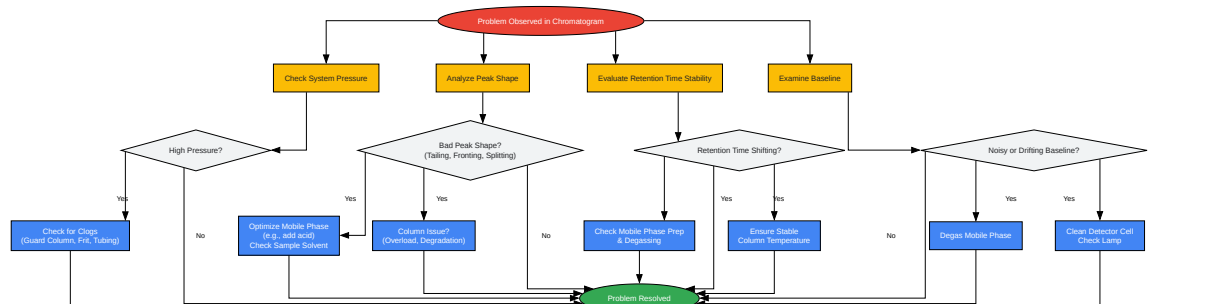 Problem Observed in Chromatogram
Check System Pressure
Analyze Peak Shape
Evaluate Retention Time Stability
Examine Baseline
High Pressure?
Bad Peak Shape?
(Tailing, Fronting, Splitting)
Retention Time Shifting?
Noisy or Drifting Baseline?
Yes
Yes
Yes
Yes
Yes
Yes
Yes
Check for Clogs
(Guard Column, Frit, Tubing)
No
Optimize Mobile Phase
(e.g., add acid)
Check Sample Solvent
Column Issue?
(Overload, Degradation)
No
Check Mobile Phase Prep
& Degassing
Ensure Stable
Column Temperature
No
Degas Mobile Phase
Clean Detector Cell
Check Lamp
Problem Resolved